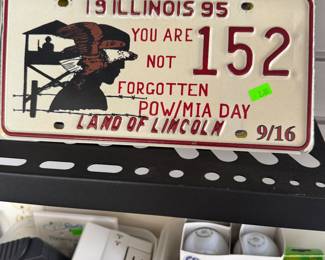 19 ILLINOIS 95
YOU ARE
NOT
FORGOTTEN
POW/MIA DAY
152
LAND OF LINCOLN
9/16